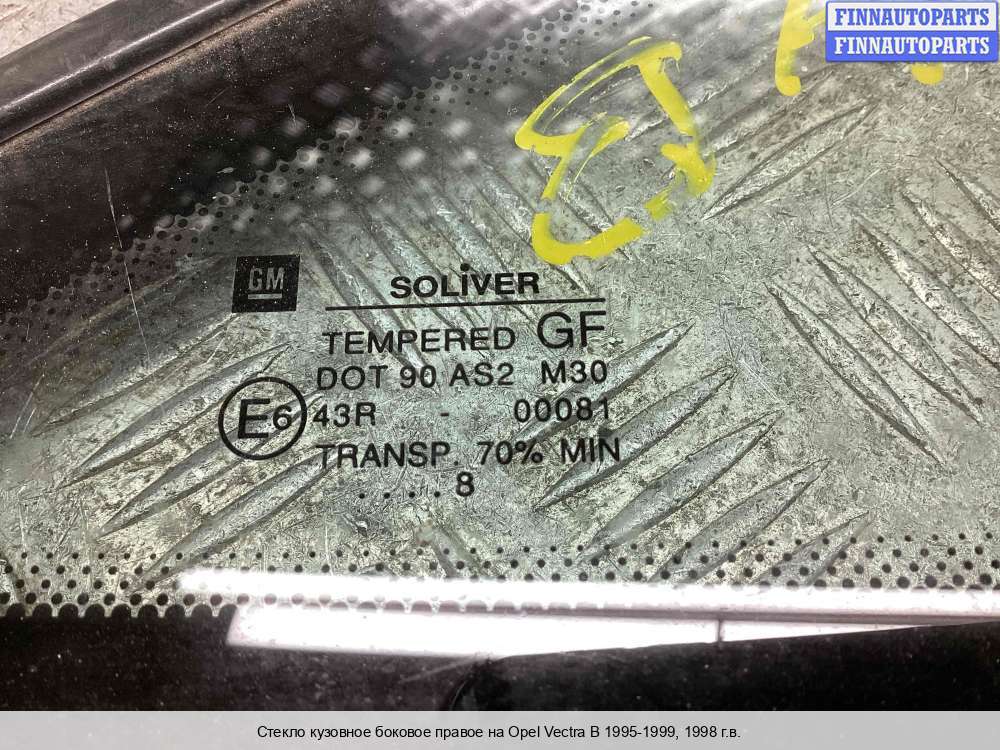 FINNAUTOPARTS
FINNAUTOPARTS
GM
SOLiVER
TEMPERED GF
DOT 90 AS2 M30
E6 43R - 00081
TRANSP. 70% MIN
.....8
Стекло кузовное боковое правое на Opel Vectra B 1995-1999, 1998 г.в.